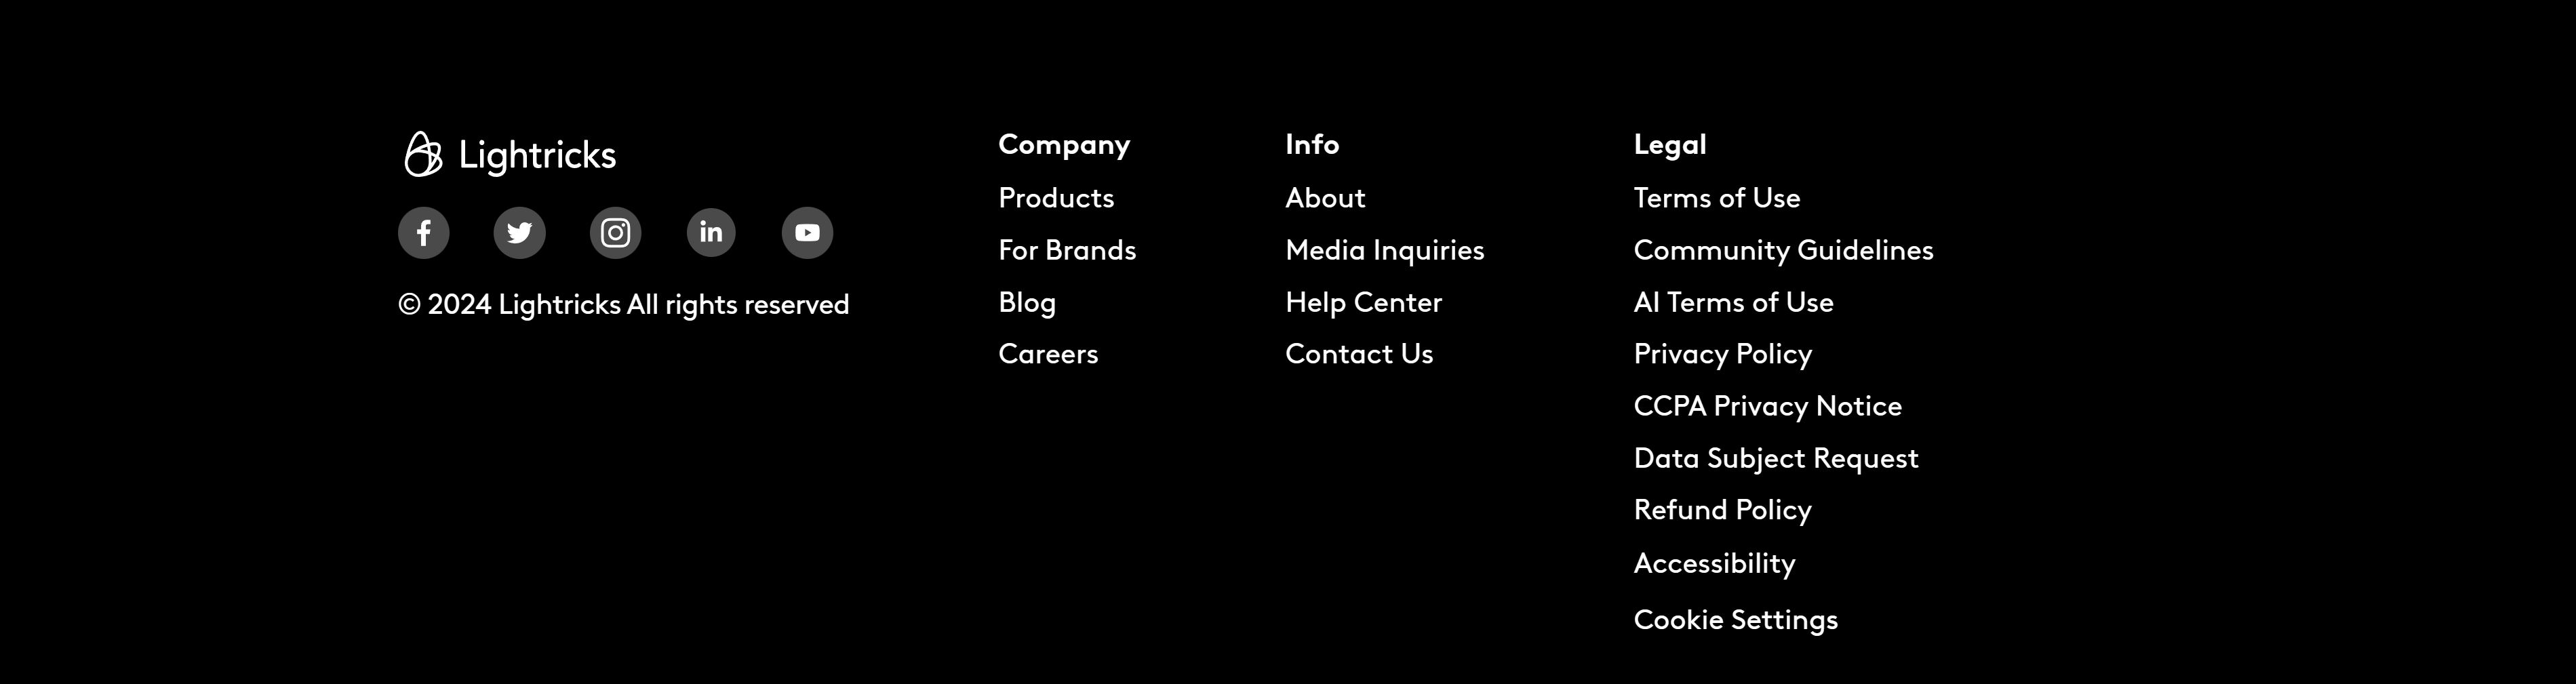 Lightricks
© 2024 Lightricks All rights reserved
Company
Products
For Brands
Blog
Careers
Info
About
Media Inquiries
Help Center
Contact Us
Legal
Terms of Use
Community Guidelines
AI Terms of Use
Privacy Policy
CCPA Privacy Notice
Data Subject Request
Refund Policy
Accessibility
Cookie Settings